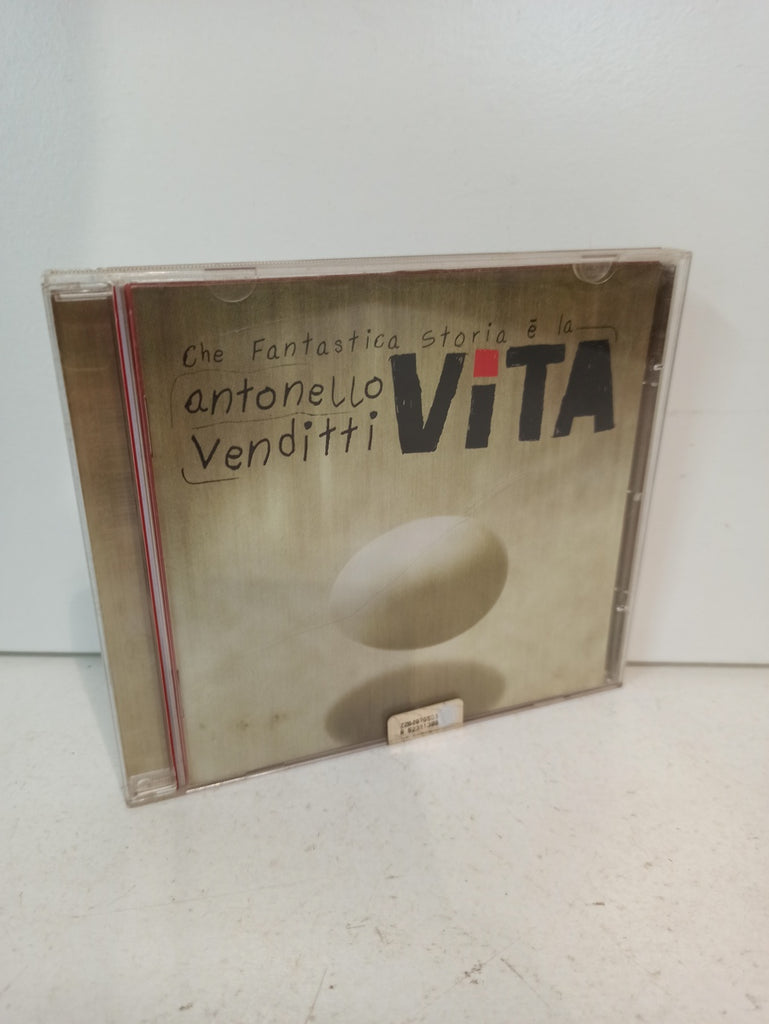 Che Fantastica Storia è la
antonello VITA
Venditti